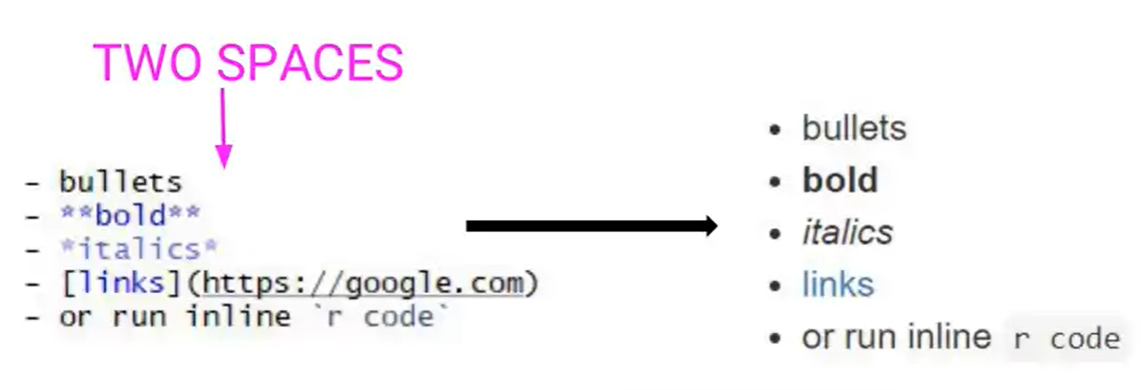 TWO SPACES
- bullets
- **bold**
- *italics*
- [links](https://google.com)
- or run inline `r code`
• bullets
• bold
• italics
• links
• or run inline r code